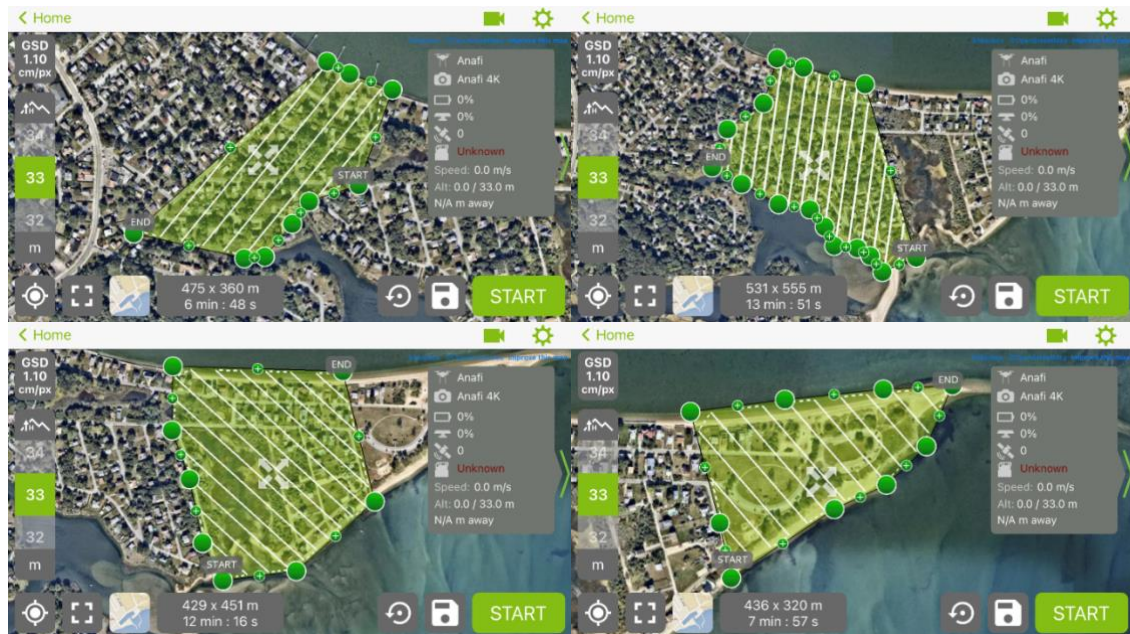 Home
GSD
1.10
cm/px
34
33
32
m
END
START
Anafi
Anafi 4K
0%
0%
0
Unknown
Speed: 0.0 m/s
Alt: 0.0 / 33.0 m
N/A m away
475 x 360 m
6 min : 48 s
START
Home
GSD
1.10
cm/px
34
33
32
m
END
START
Anafi
Anafi 4K
0%
0%
0
Unknown
Speed: 0.0 m/s
Alt: 0.0 / 33.0 m
N/A m away
531 x 555 m
13 min : 51 s
START
Home
GSD
1.10
cm/px
34
33
32
m
END
START
Anafi
Anafi 4K
0%
0%
0
Unknown
Speed: 0.0 m/s
Alt: 0.0 / 33.0 m
N/A m away
429 x 451 m
12 min : 16 s
START
Home
GSD
1.10
cm/px
34
33
32
m
END
START
Anafi
Anafi 4K
0%
0%
0
Unknown
Speed: 0.0 m/s
Alt: 0.0 / 33.0 m
N/A m away
436 x 320 m
7 min : 57 s
START